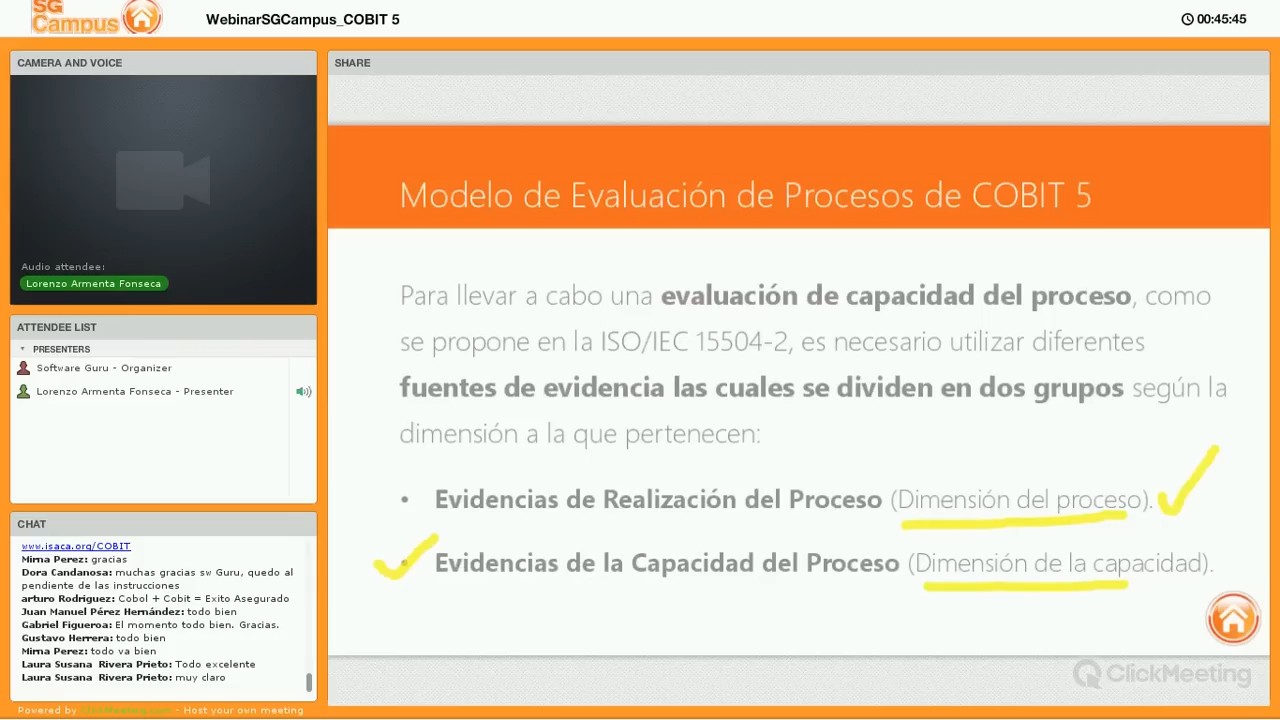 SG
Campus
WebinarSGCampus_COBIT 5
00:45:45
CAMERA AND VOICE
Audio attendee:
Lorenzo Armenta Fonseca
ATTENDEE LIST
PRESENTERS
Software Guru - Organizer
Lorenzo Armenta Fonseca - Presenter
CHAT
www.isaca.org/COBIT
Mirna Perez: gracias
Dora Candanosa: muchas gracias sw Guru, quedo al
pendiente de las instrucciones
arturo Rodriguez: Cobol + Cobit = Exito Asegurado
Juan Manuel Pérez Hernández: todo bien
Gabriel Figueroa: El momento todo bien. Gracias.
Gustavo Herrera: todo bien
Mirna Perez: todo va bien
Laura Susana Rivera Prieto: Todo excelente
Laura Susana Rivera Prieto: muy claro
Powered by ClickMeeting.com - Host your own meeting
SHARE
Modelo de Evaluación de Procesos de COBIT 5
Para llevar a cabo una evaluación de capacidad del proceso, como
se propone en la ISO/IEC 15504-2, es necesario utilizar diferentes
fuentes de evidencia las cuales se dividen en dos grupos según la
dimensión a la que pertenecen:
• Evidencias de Realización del Proceso (Dimensión del proceso).
• Evidencias de la Capacidad del Proceso (Dimensión de la capacidad).
ClickMeeting